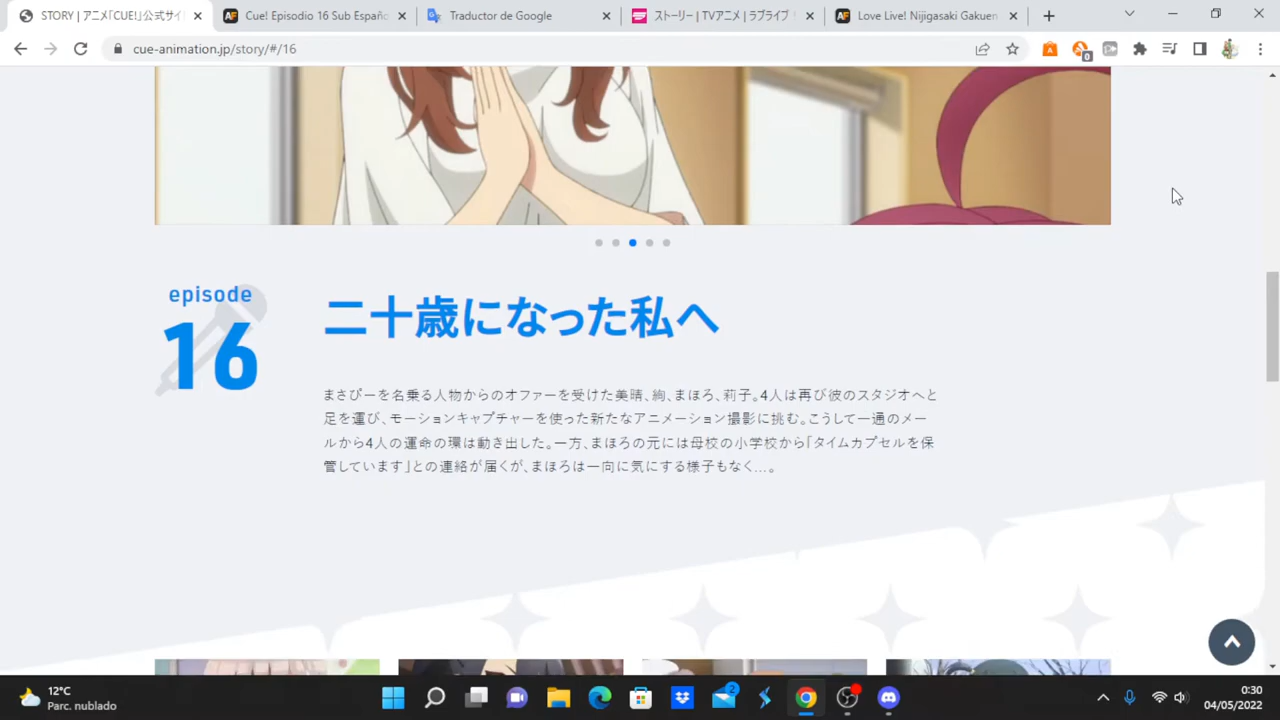 STORY | アニメ「CUE!」公式サイ
Cue! Episodio 16 Sub Españo
Traductor de Google
ストーリー | TVアニメ | ラブライブ
Love Live! Nijigasaki Gakuen
cue-animation.jp/story/#/16
0
episode
16
二十歳になった私へ
まさぴーを名乗る人物からのオファーを受けた美晴、絢、まほろ、莉子。4人は再び彼のスタジオへと
足を運び、モーションキャプチャーを使った新たなアニメーション撮影に挑む。こうして一通のメー
ルから4人の運命の環は動き出した。一方、まほろの元には母校の小学校から「タイムカプセルを保
管しています」との連絡が届くが、まほろは一向に気にする様子もなく…。
12°C
Parc. nublado
2
0:30
04/05/2022